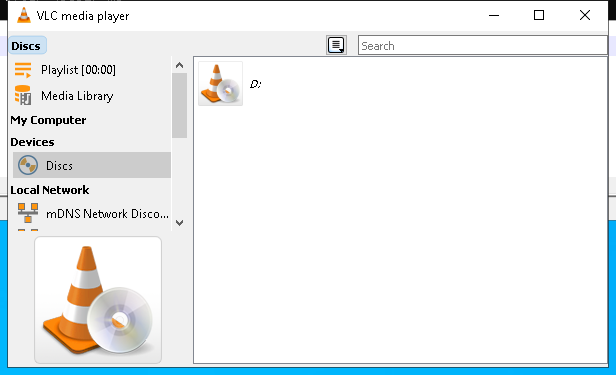 VLC media player
Discs
Search
Playlist [00:00]
Media Library
My Computer
Devices
Discs
Local Network
mDNS Network Disco...
D: